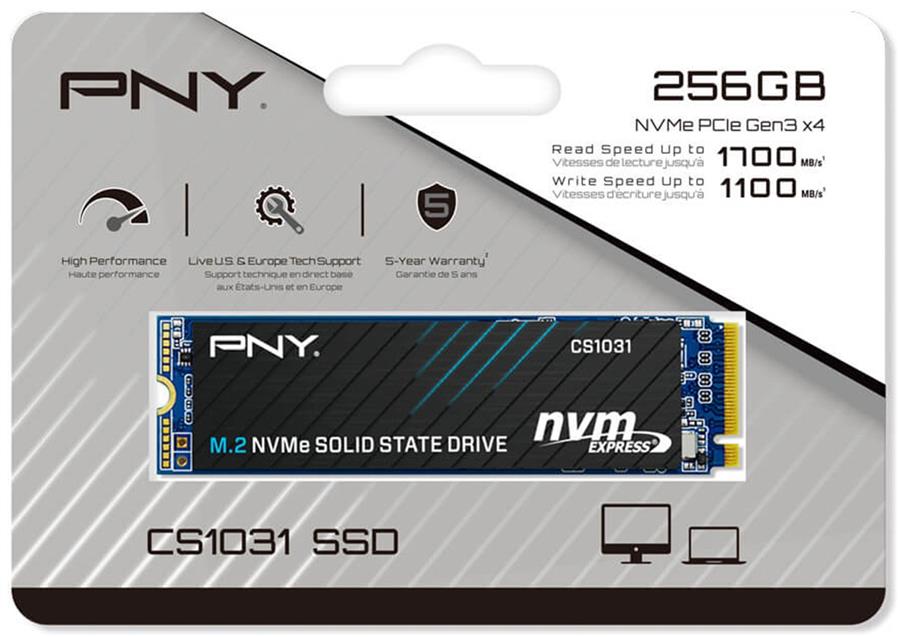 PNY®
256GB
NVMe PCIe Gen3 x4
Read Speed Up to 1700 MB/s¹
Vitesses de lecture jusqu'à
Write Speed Up to 1100 MB/s¹
Vitesses d'écriture jusqu'à
5
High Performance
Haute performance
Live U.S. & Europe Tech Support
Support technique en direct basé
aux États-Unis et en Europe
5-Year Warranty²
Garantie de 5 ans
PNY.
CS1031
M.2 NVMe SOLID STATE DRIVE
nvm
EXPRESS
CS1031 SSD